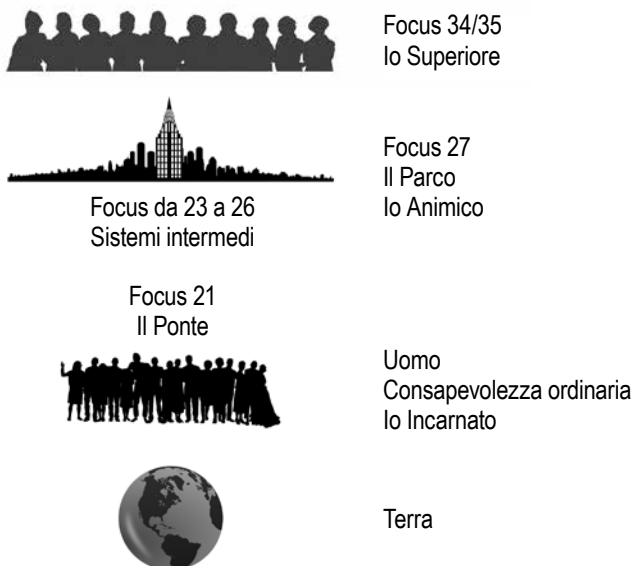 Focus 34/35
Io Superiore
Focus 27
Il Parco
Io Animico
Focus da 23 a 26
Sistemi intermedi
Focus 21
Il Ponte
Uomo
Consapevolezza ordinaria
Io Incarnato
Terra